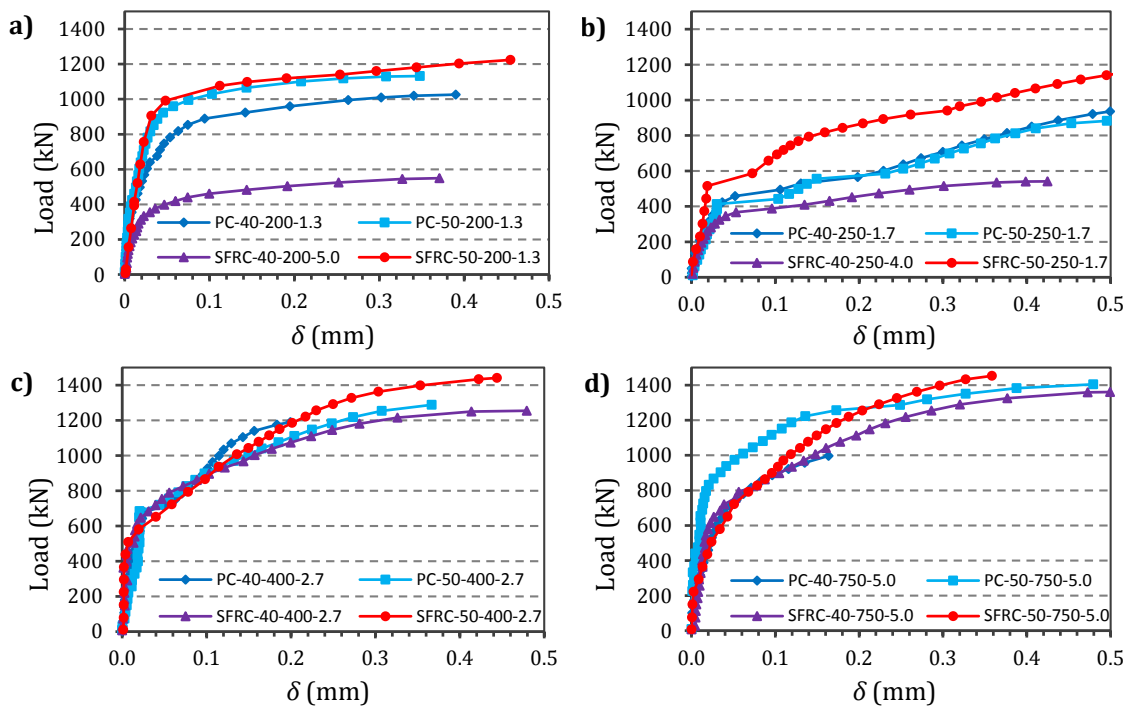 a)
Load (kN)
1400
1200
1000
800
600
400
200
0
PC-40-200-1.3
PC-50-200-1.3
SFRC-40-200-5.0
SFRC-50-200-1.3
0.0 0.1 0.2 0.3 0.4 0.5
δ (mm)
b)
Load (kN)
1400
1200
1000
800
600
400
200
0
PC-40-250-1.7
PC-50-250-1.7
SFRC-40-250-4.0
SFRC-50-250-1.7
0.0 0.1 0.2 0.3 0.4 0.5
δ (mm)
c)
Load (kN)
1400
1200
1000
800
600
400
200
0
PC-40-400-2.7
PC-50-400-2.7
SFRC-40-400-2.7
SFRC-50-400-2.7
0.0 0.1 0.2 0.3 0.4 0.5
δ (mm)
d)
Load (kN)
1400
1200
1000
800
600
400
200
0
PC-40-750-5.0
PC-50-750-5.0
SFRC-40-750-5.0
SFRC-50-750-5.0
0.0 0.1 0.2 0.3 0.4 0.5
δ (mm)